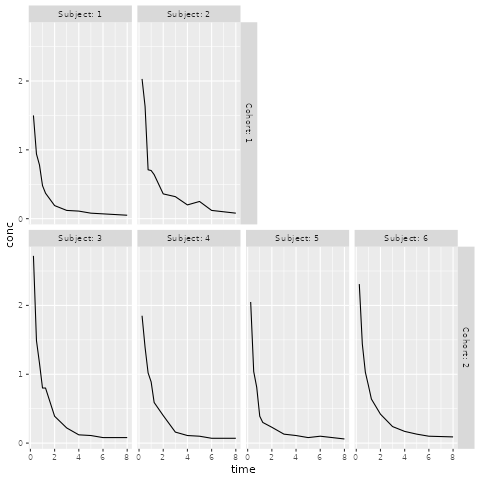 Subject: 1
Subject: 2
Cohort: 1
2
1
0
conc
Subject: 3
Subject: 4
Subject: 5
Subject: 6
Cohort: 2
2
1
0
0 2 4 6 8
0 2 4 6 8
0 2 4 6 8
0 2 4 6 8
time